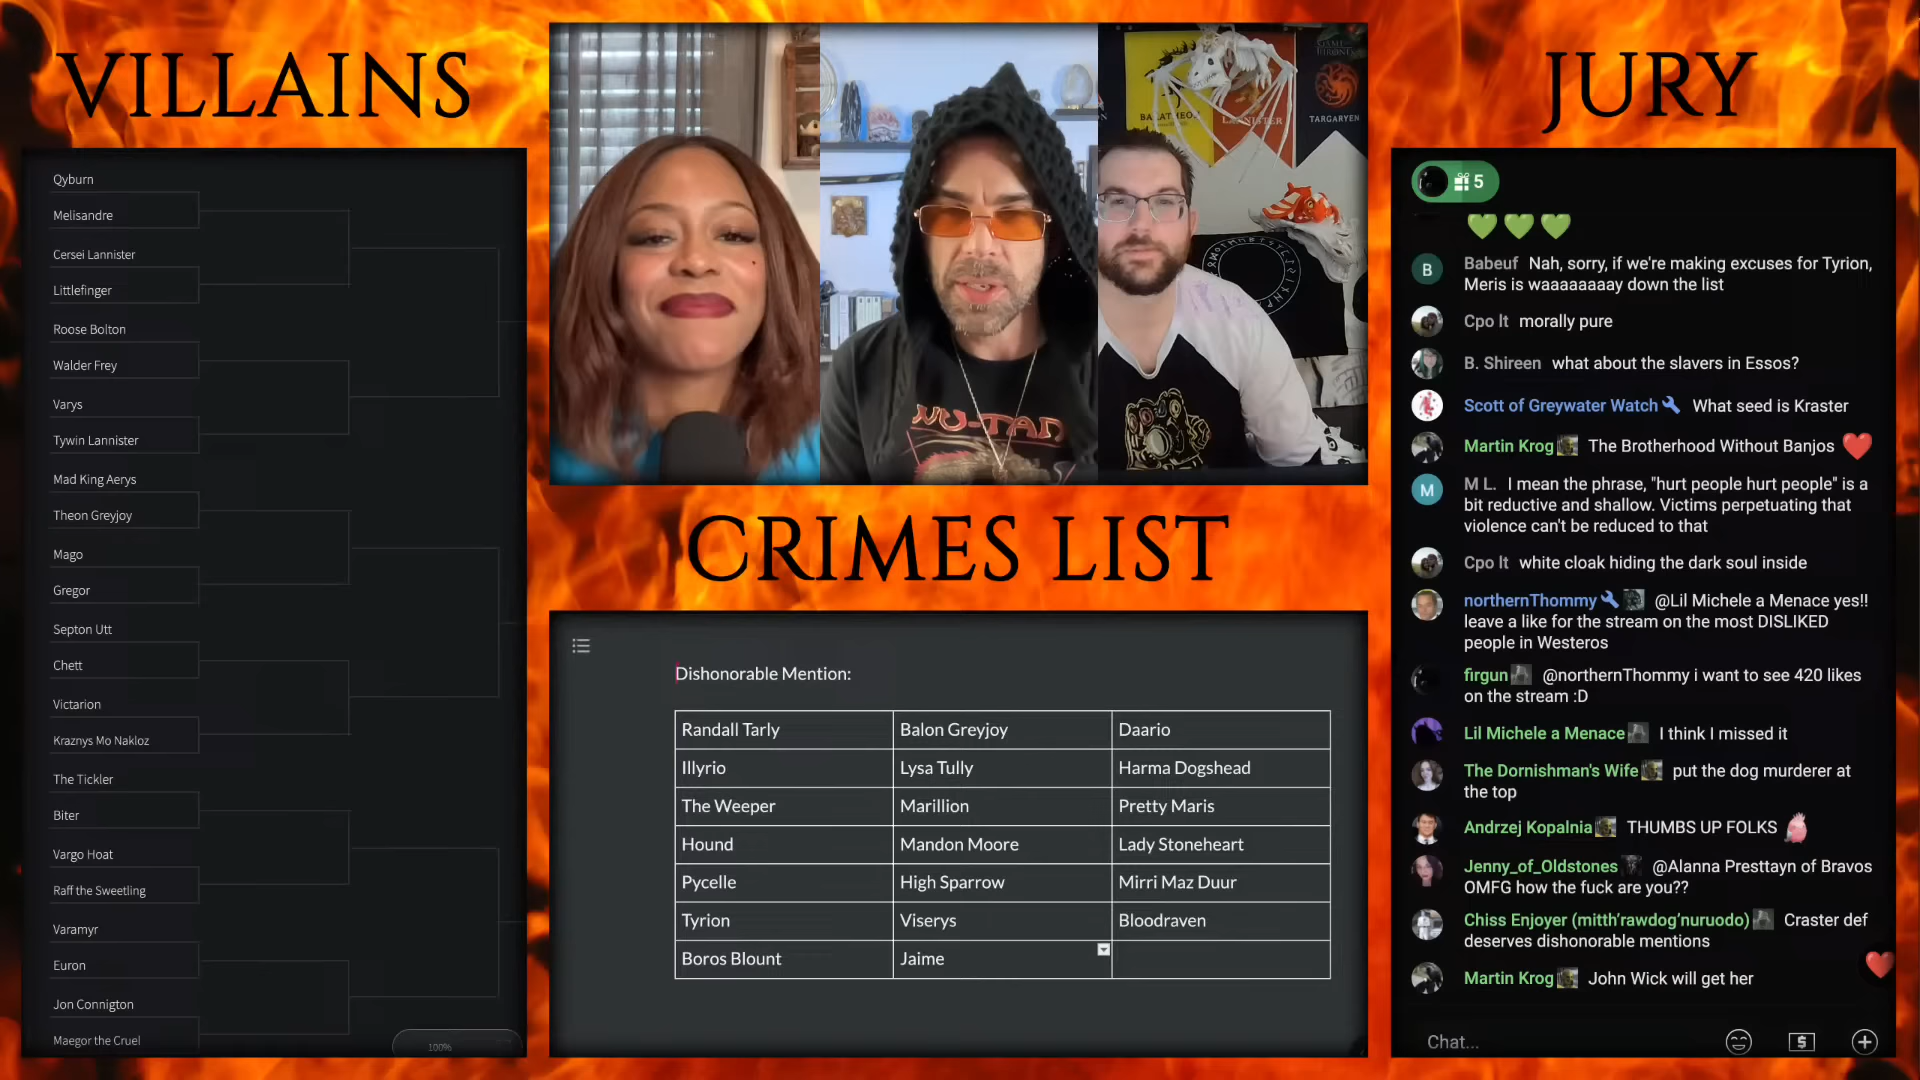 VILLAINS
Qyburn
Melisandre
Cersei Lannister
Littlefinger
Roose Bolton
Walder Frey
Varys
Tywin Lannister
Mad King Aerys
Theon Greyjoy
Mago
Gregor
Septon Utt
Chett
Victarion
Kraznys Mo Nakloz
The Tickler
Biter
Vargo Hoat
Raff the Sweetling
Varamyr
Euron
Jon Connigton
Maegor the Cruel
100%
GAME
THRONES
BARATHEON
LANNISTER
TARGARYEN
WU-TAN
CRIMES LIST
Dishonorable Mention:
Randall Tarly Balon Greyjoy Daario
Illyrio Lysa Tully Harma Dogshead
The Weeper Marillion Pretty Maris
Hound Mandon Moore Lady Stoneheart
Pycelle High Sparrow Mirri Maz Duur
Tyrion Viserys Bloodraven
Boros Blount Jaime
JURY
5
B Babeuf Nah, sorry, if we're making excuses for Tyrion,
Meris is waaaaaaaay down the list
Cpo lt morally pure
B. Shireen what about the slavers in Essos?
Scott of Greywater Watch What seed is Kraster
Martin Krog The Brotherhood Without Banjos
M M L. I mean the phrase, "hurt people hurt people" is a
bit reductive and shallow. Victims perpetuating that
violence can't be reduced to that
Cpo lt white cloak hiding the dark soul inside
northernThommy @Lil Michele a Menace yes!!
leave a like for the stream on the most DISLIKED
people in Westeros
firgun @northernThommy i want to see 420 likes
on the stream :D
Lil Michele a Menace I think I missed it
The Dornishman's Wife put the dog murderer at
the top
Andrzej Kopalnia THUMBS UP FOLKS
Jenny_of_Oldstones @Alanna Presttayn of Bravos
OMFG how the fuck are you??
Chiss Enjoyer (mitth'rawdog'nuruodo) Craster def
deserves dishonorable mentions
Martin Krog John Wick will get her
Chat...